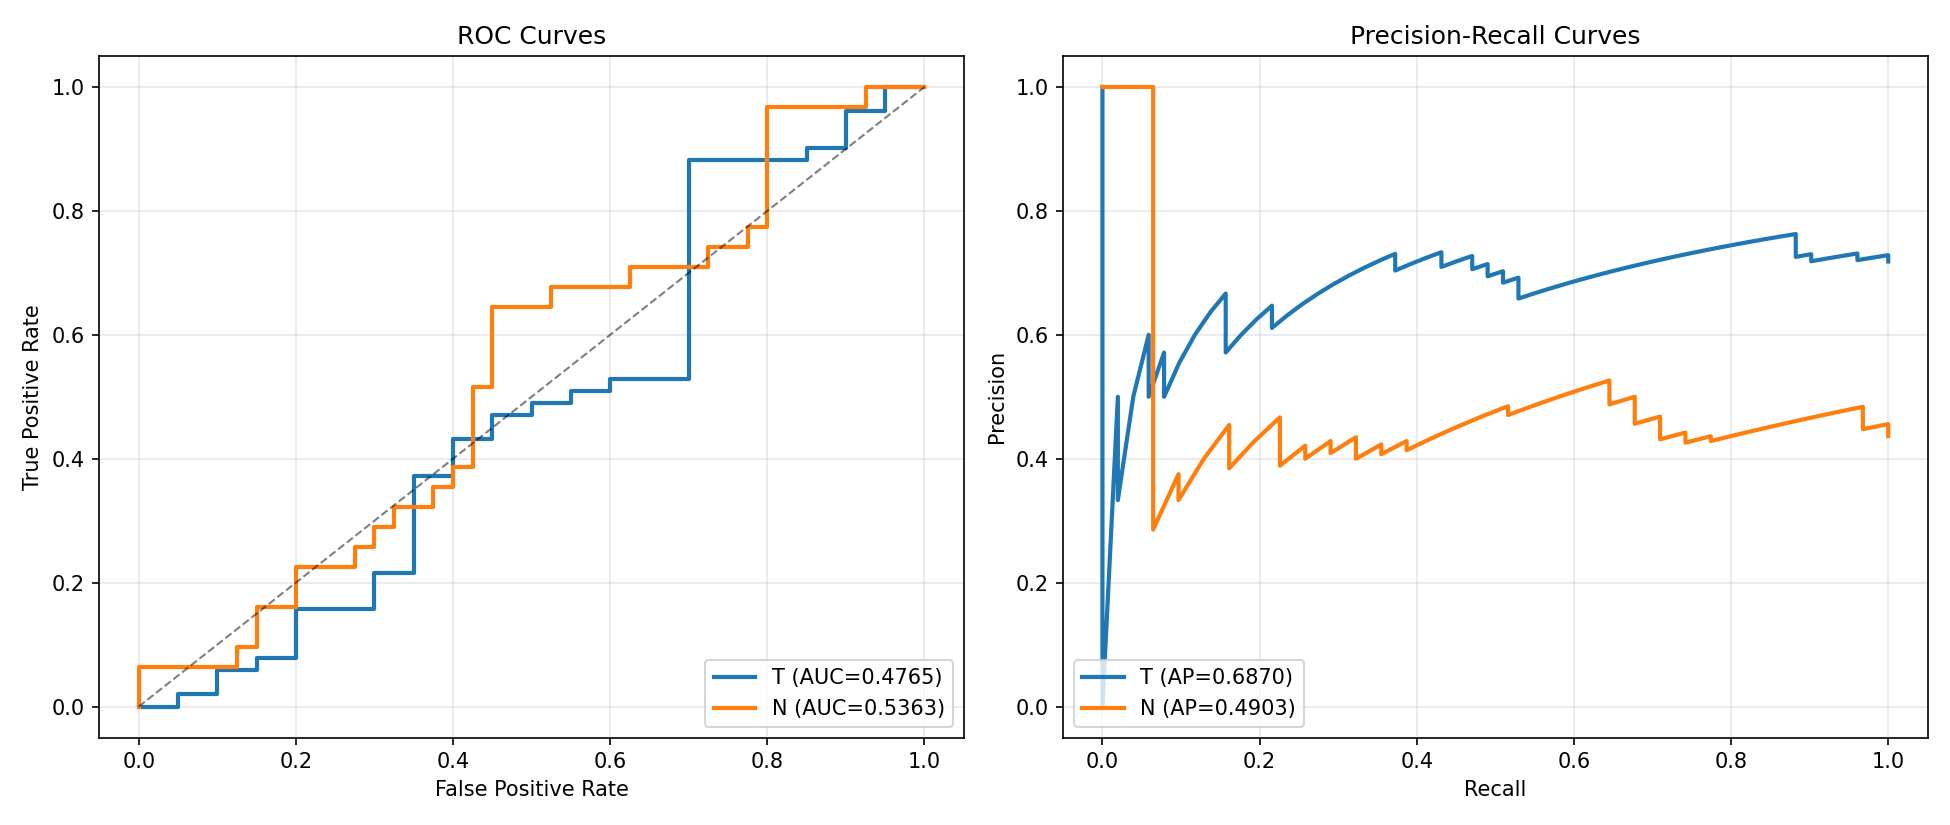 ROC Curves
True Positive Rate
1.0
0.8
0.6
0.4
0.2
0.0
T (AUC=0.4765)
N (AUC=0.5363)
0.0 0.2 0.4 0.6 0.8 1.0
False Positive Rate
Precision-Recall Curves
Precision
1.0
0.8
0.6
0.4
0.2
0.0
T (AP=0.6870)
N (AP=0.4903)
0.0 0.2 0.4 0.6 0.8 1.0
Recall